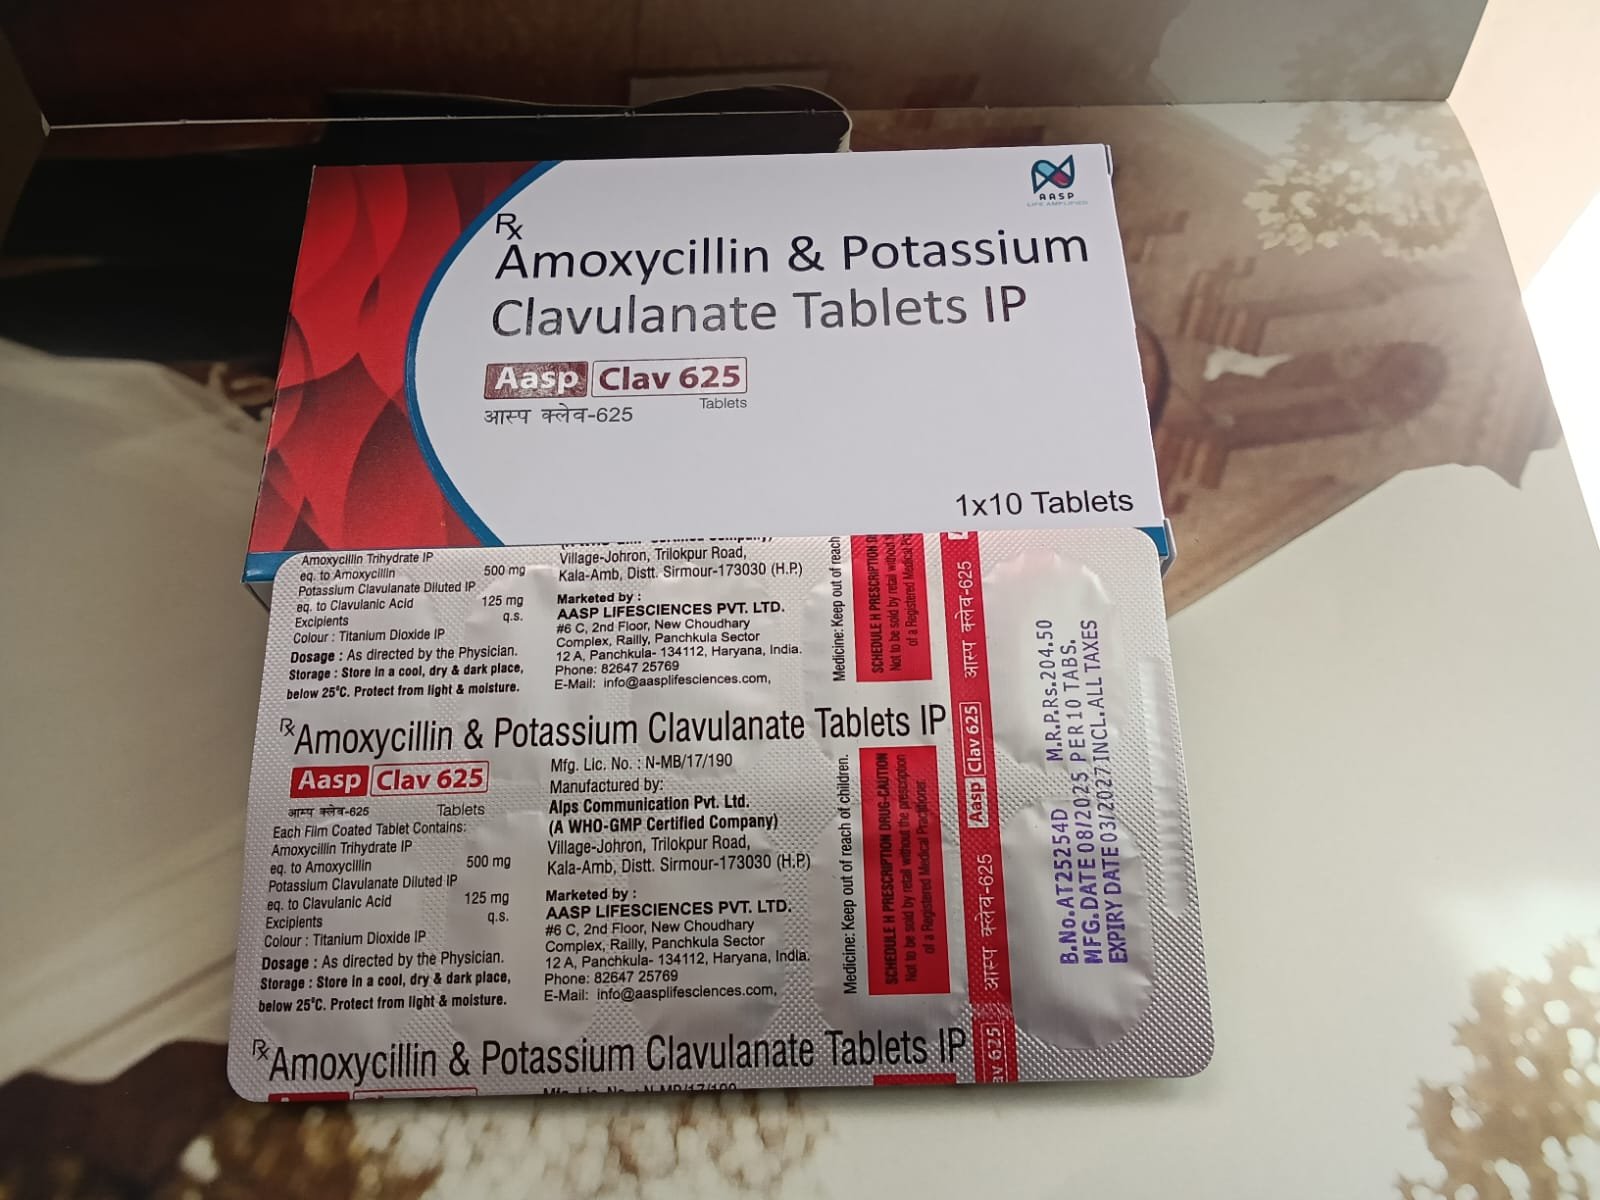 AASP
LIFE AMPLIFIED
Rx
Amoxycillin & Potassium
Clavulanate Tablets IP
Aasp Clav 625
Tablets
आस्प क्लेव-625
1x10 Tablets
Amoxycillin Trihydrate IP
eq. to Amoxycillin 500 mg
Potassium Clavulanate Diluted IP
eq. to Clavulanic Acid 125 mg
Excipients q.s.
Colour : Titanium Dioxide IP
Dosage : As directed by the Physician.
Storage : Store in a cool, dry & dark place,
below 25°C. Protect from light & moisture.
Village-Johron, Trilokpur Road,
Kala-Amb, Distt. Sirmour-173030 (H.P.)
Marketed by :
AASP LIFESCIENCES PVT. LTD.
#6 C, 2nd Floor, New Choudhary
Complex, Railly, Panchkula Sector
12 A, Panchkula- 134112, Haryana, India.
Phone: 82647 25769
E-Mail: info@aasplifesciences.com,
Medicine: Keep out of reach
SCHEDULE H PRESCRIPTION
Not to be sold by retail without
of a Registered Medical
Rx Amoxycillin & Potassium Clavulanate Tablets IP
Aasp Clav 625
आस्प क्लेव-625 Tablets
Each Film Coated Tablet Contains:
Amoxycillin Trihydrate IP
eq. to Amoxycillin 500 mg
Potassium Clavulanate Diluted IP
eq. to Clavulanic Acid 125 mg
Excipients q.s.
Colour : Titanium Dioxide IP
Dosage : As directed by the Physician.
Storage : Store in a cool, dry & dark place,
below 25°C. Protect from light & moisture.
Mfg. Lic. No. : N-MB/17/190
Manufactured by:
Alps Communication Pvt. Ltd.
(A WHO-GMP Certified Company)
Village-Johron, Trilokpur Road,
Kala-Amb, Distt. Sirmour-173030 (H.P.)
Marketed by :
AASP LIFESCIENCES PVT. LTD.
#6 C, 2nd Floor, New Choudhary
Complex, Railly, Panchkula Sector
12 A, Panchkula- 134112, Haryana, India.
Phone: 82647 25769
E-Mail: info@aasplifesciences.com,
Medicine: Keep out of reach of children.
SCHEDULE H PRESCRIPTION DRUG-CAUTION
Not to be sold by retail without the prescription
of a Registered Medical Practitioner.
आस्प क्लेव-625
Aasp Clav 625
आस्प क्लेव-625
av 625
B.No.AT25254D M.R.P.Rs.204.50
MFG.DATE 08/2025 PER 10 TABS.
EXPIRY DATE 03/2027 INCL.ALL TAXES
Rx Amoxycillin & Potassium Clavulanate Tablets IP